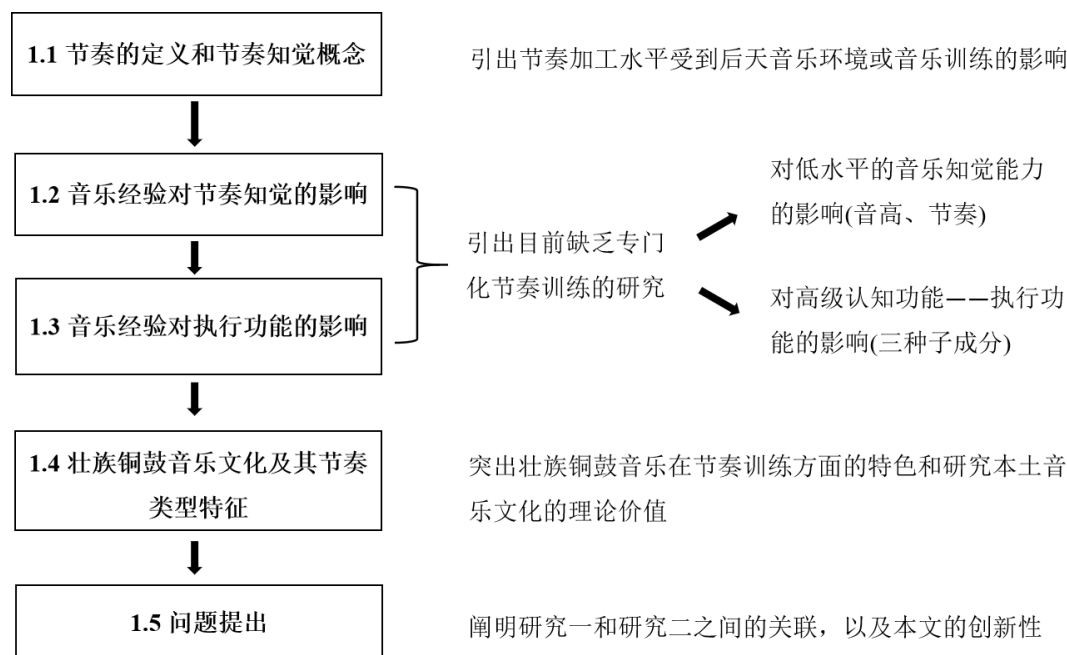 1.1 节奏的定义和节奏知觉概念
引出节奏加工水平受到后天音乐环境或音乐训练的影响
1.2 音乐经验对节奏知觉的影响
1.3 音乐经验对执行功能的影响
引出目前缺乏专门
化节奏训练的研究
对低水平的音乐知觉能力
的影响(音高、节奏)
对高级认知功能——执行功
能的影响(三种子成分)
1.4 壮族铜鼓音乐文化及其节奏
类型特征
突出壮族铜鼓音乐在节奏训练方面的特色和研究本土音
乐文化的理论价值
1.5 问题提出
阐明研究一和研究二之间的关联，以及本文的创新性